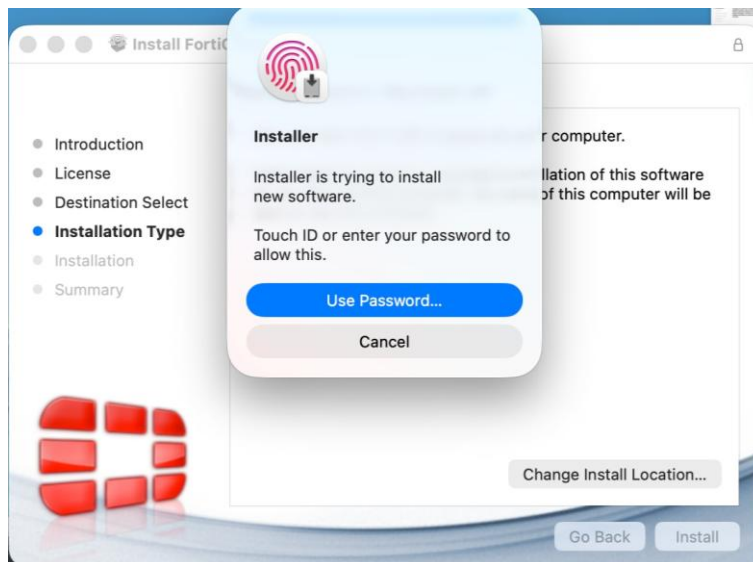 Install Forti
Installer
Installer is trying to install
new software.
Touch ID or enter your password to
allow this.
Use Password...
Cancel
Introduction
License
Destination Select
Installation Type
Installation
Summary
r computer.
llation of this software
of this computer will be
Change Install Location...
Go Back
Install